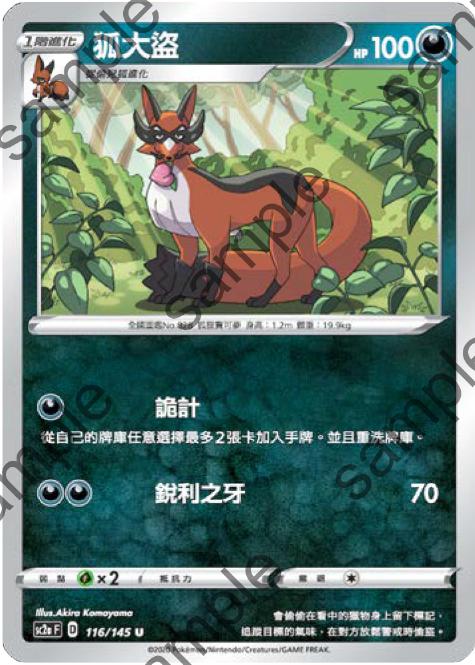 1階進化
狐大盜
HP 100
從偷兒狐進化
全國圖鑑No.828 狐狸寶可夢 身高:1.2m 體重:19.9kg
詭計
從自己的牌庫任意選擇最多2張卡加入手牌。並且重洗牌庫。
銳利之牙 70
弱點 ×2 抵抗力 撤退
Illus.Akira Komayama
sc2a F D 116/145 U
會偷偷在看中的獵物身上留下標記,
追蹤目標的氣味,在對方放鬆警戒時偷盜。
©2020 Pokémon/Nintendo/Creatures/GAME FREAK.
sample
sample
sample
sample
sample
sample
sample